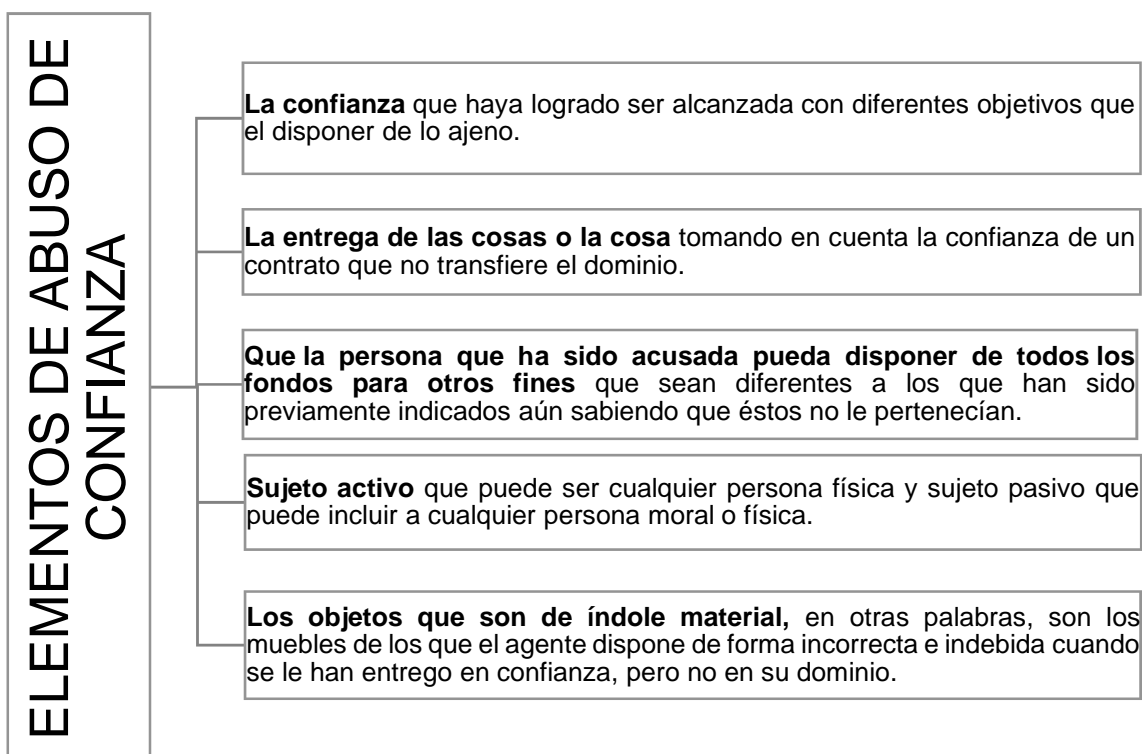 ELEMENTOS DE ABUSO DE
CONFIANZA
La confianza que haya logrado ser alcanzada con diferentes objetivos que
el disponer de lo ajeno.
La entrega de las cosas o la cosa tomando en cuenta la confianza de un
contrato que no transfiere el dominio.
Que la persona que ha sido acusada pueda disponer de todos los
fondos para otros fines que sean diferentes a los que han sido
previamente indicados aún sabiendo que éstos no le pertenecían.
Sujeto activo que puede ser cualquier persona física y sujeto pasivo que
puede incluir a cualquier persona moral o física.
Los objetos que son de índole material, en otras palabras, son los
muebles de los que el agente dispone de forma incorrecta e indebida cuando
se le han entrego en confianza, pero no en su dominio.